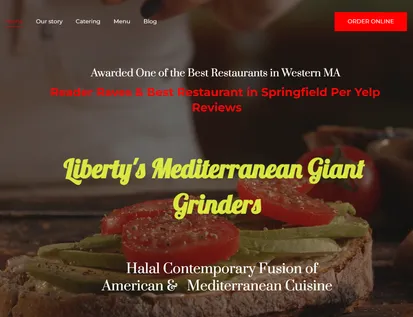 Our story Catering Menu Blog ORDER ONLINE
Awarded One of the Best Restaurants in Western MA
Reader Raves & Best Restaurant in Springfield Per Yelp
Reviews
Liberty's Mediterranean Giant
Grinders
Halal Contemporary Fusion of
American & Mediterranean Cuisine